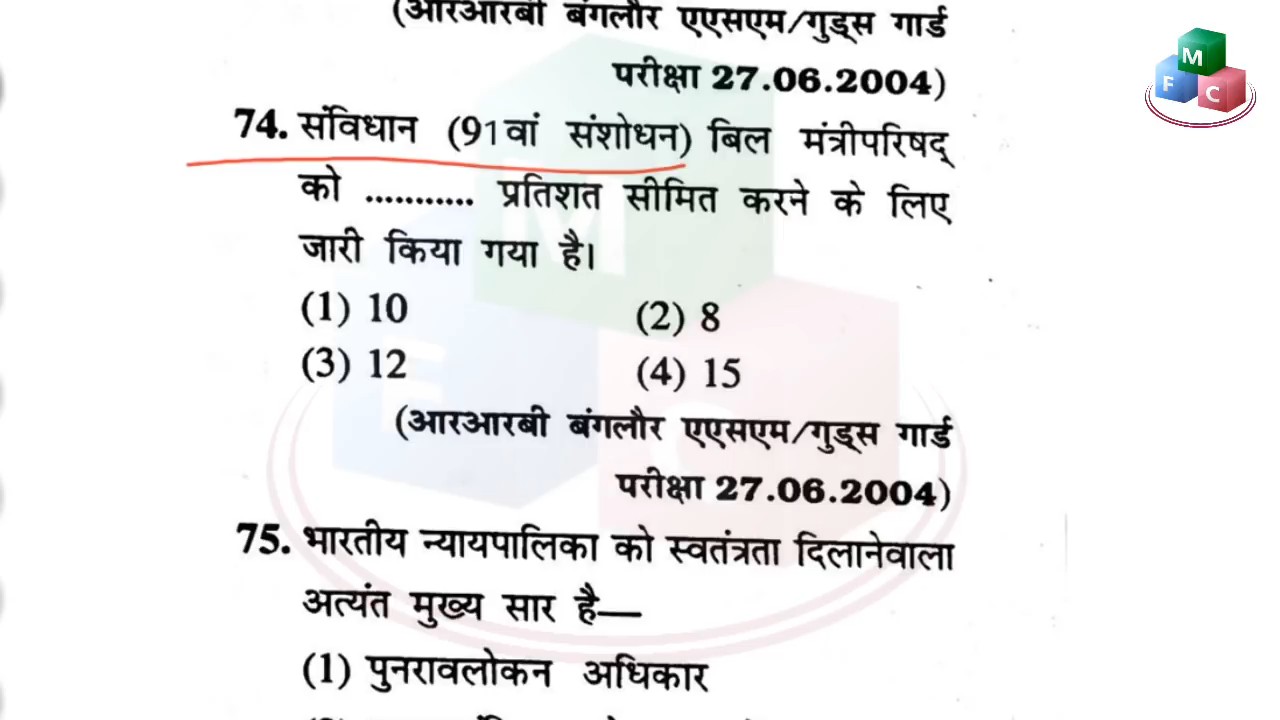 (आरआरबी बंगलौर एएसएम/गुड्स गार्ड
परीक्षा 27.06.2004)
74. संविधान (91वां संशोधन) बिल मंत्रीपरिषद्
को ........... प्रतिशत सीमित करने के लिए
जारी किया गया है।
(1) 10 (2) 8
(3) 12 (4) 15
(आरआरबी बंगलौर एएसएम/गुड्स गार्ड
परीक्षा 27.06.2004)
75. भारतीय न्यायपालिका को स्वतंत्रता दिलानेवाला
अत्यंत मुख्य सार है—
(1) पुनरावलोकन अधिकार
M
F
C
M
F
C